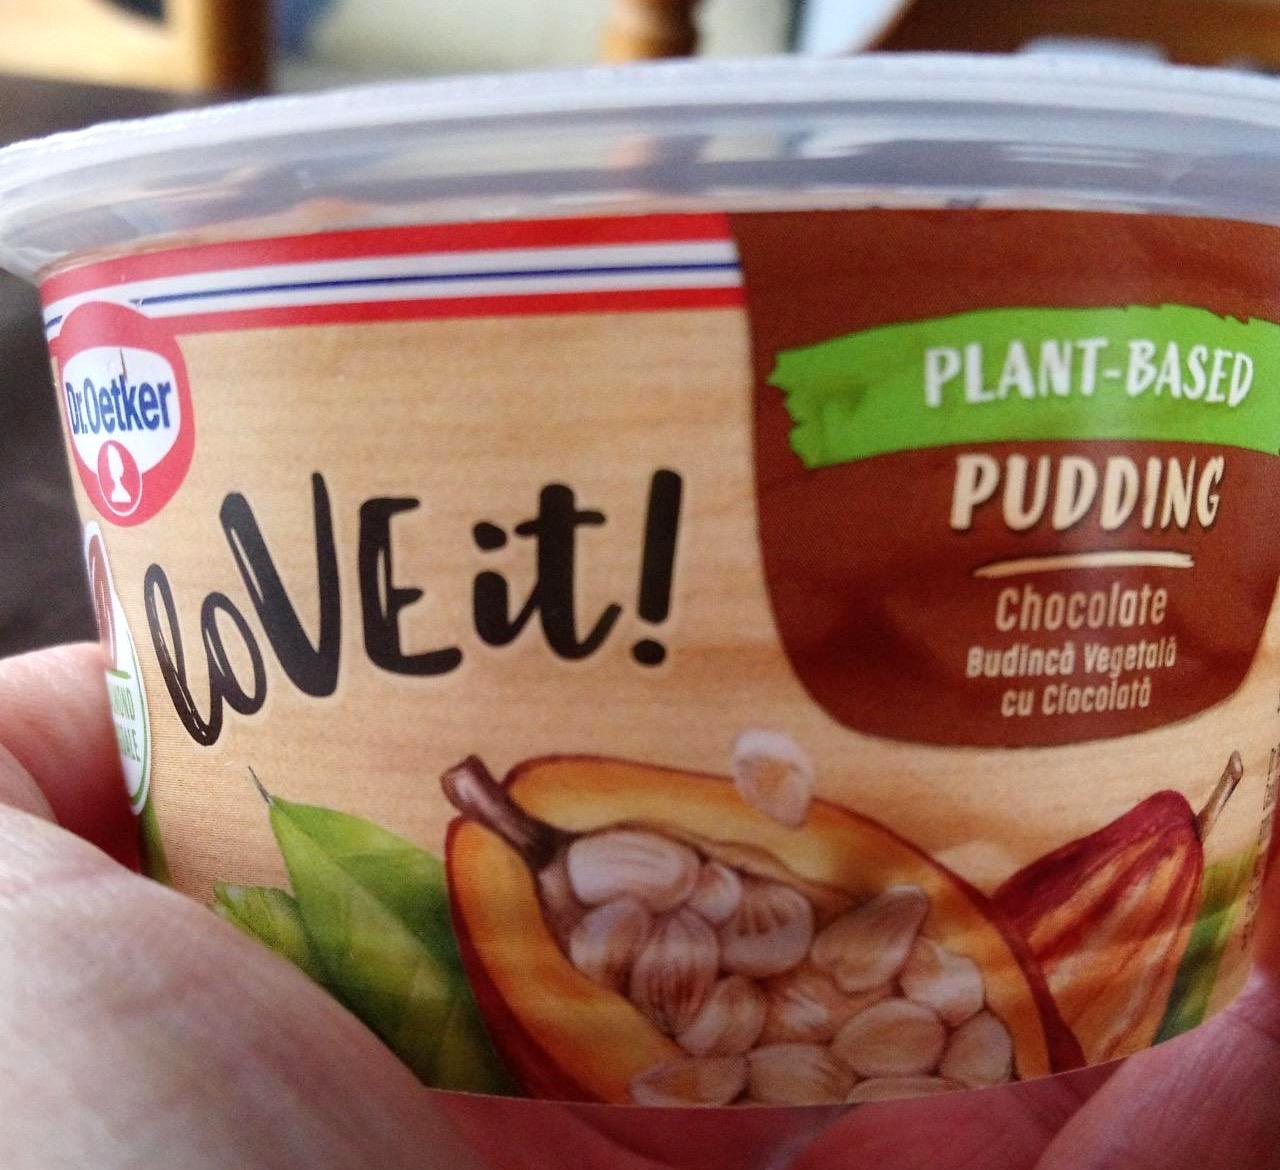 Dr.Oetker
loVE it!
PLANT-BASED
PUDDING
Chocolate
Budincă Vegetală
cu Ciocolată